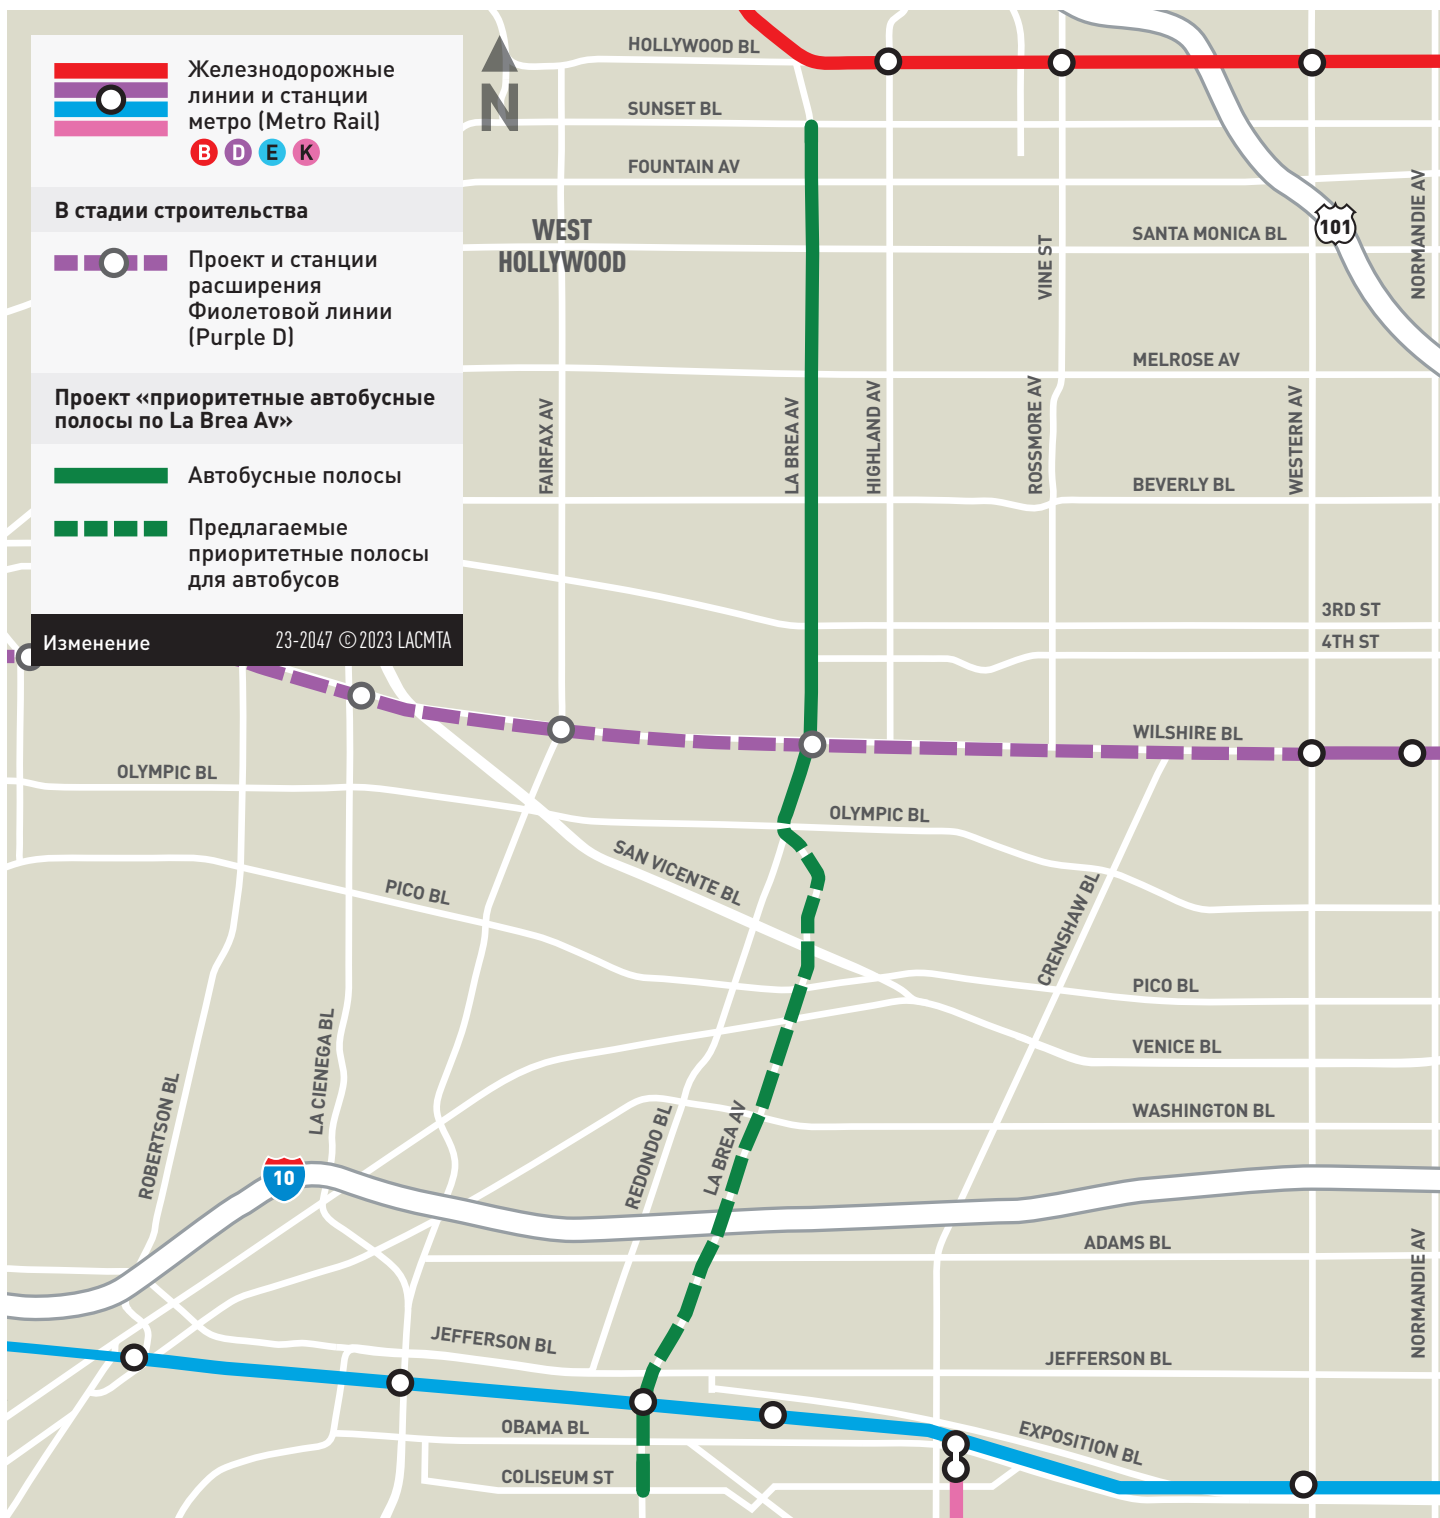 Железнодорожные
линии и станции
метро (Metro Rail)
B D E K
В стадии строительства
Проект и станции
расширения
Фиолетовой линии
(Purple D)
Проект «приоритетные автобусные
полосы по La Brea Av»
Автобусные полосы
Предлагаемые
приоритетные полосы
для автобусов
Изменение 23-2047 © 2023 LACMTA
N
HOLLYWOOD BL
SUNSET BL
FOUNTAIN AV
WEST
HOLLYWOOD
SANTA MONICA BL
101
NORMANDIE AV
VINE ST
MELROSE AV
FAIRFAX AV
LA BREA AV
HIGHLAND AV
ROSSMORE AV
WESTERN AV
BEVERLY BL
3RD ST
4TH ST
WILSHIRE BL
OLYMPIC BL
OLYMPIC BL
SAN VICENTE BL
PICO BL
CRENSHAW BL
PICO BL
VENICE BL
WASHINGTON BL
ROBERTSON BL
LA CIENEGA BL
REDONDO BL
LA BREA AV
10
ADAMS BL
NORMANDIE AV
JEFFERSON BL
JEFFERSON BL
OBAMA BL
EXPOSITION BL
COLISEUM ST